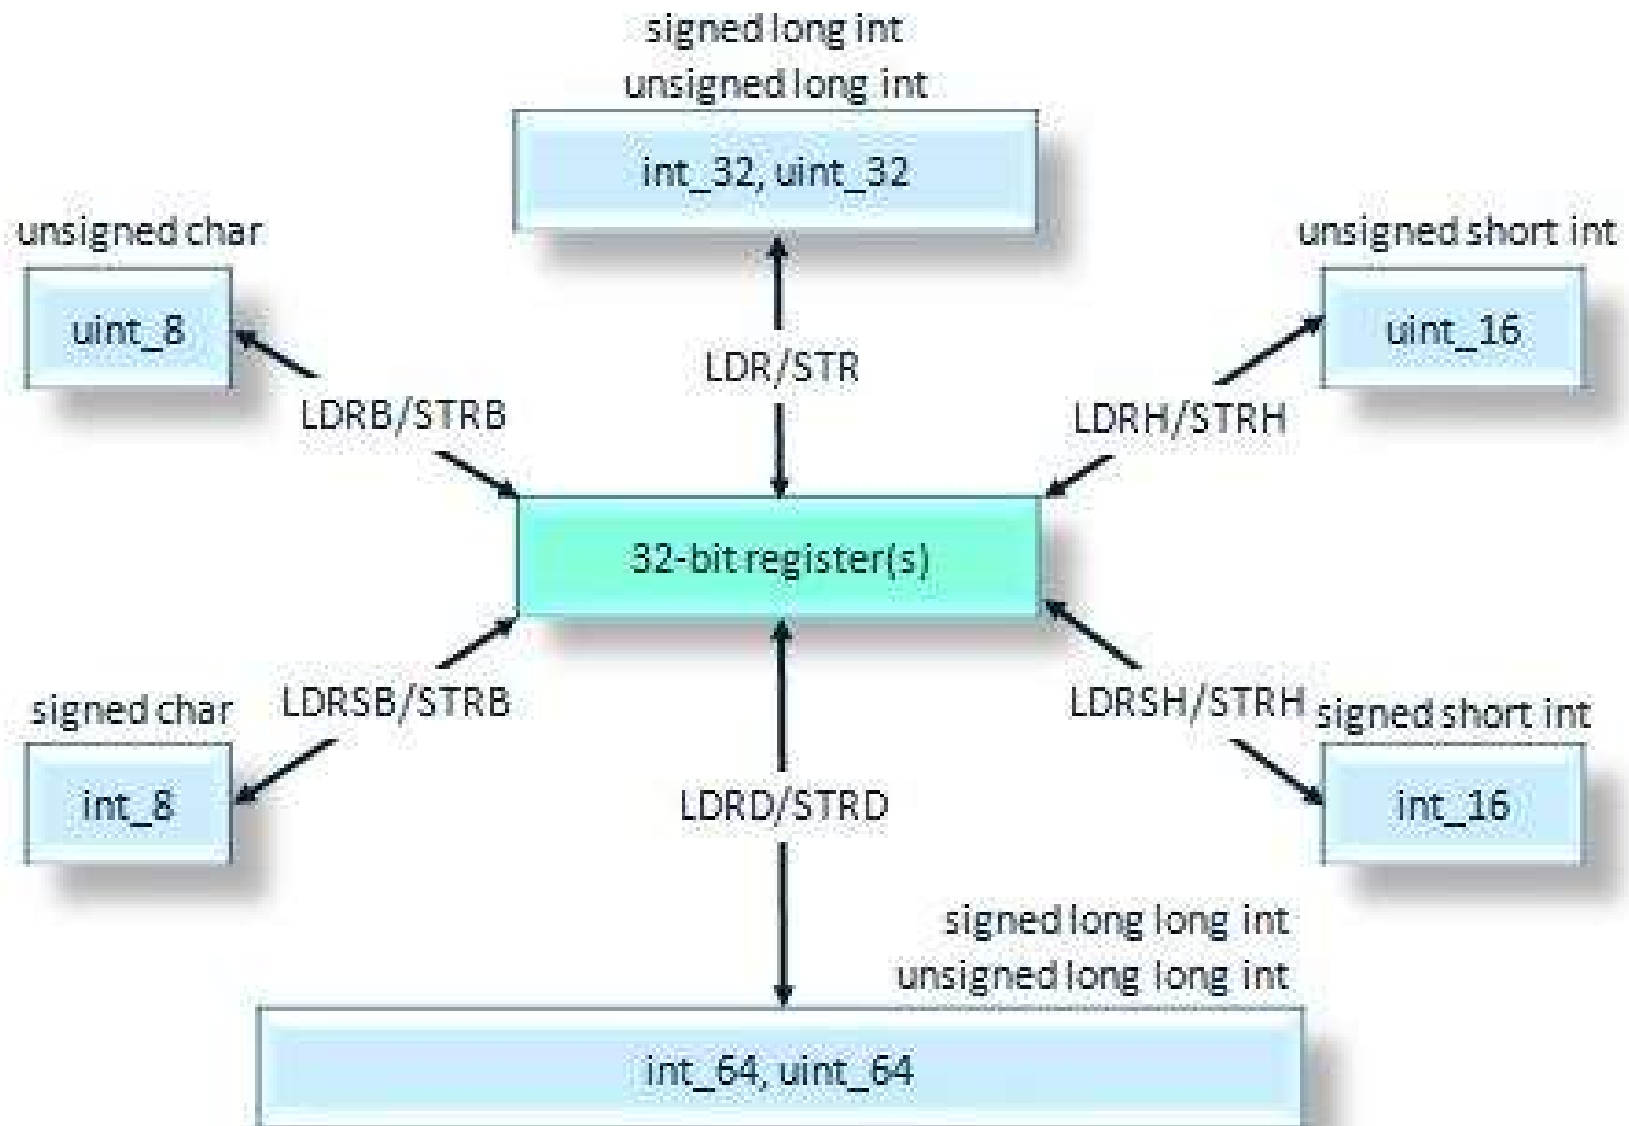 signed long int
unsigned long int
int_32, uint_32
unsigned char
uint_8
unsigned short int
uint_16
LDR/STR
LDRB/STRB
LDRH/STRH
32-bit register(s)
LDRSB/STRB
LDRSH/STRH
signed char
int_8
signed short int
int_16
LDRD/STRD
signed long long int
unsigned long long int
int_64, uint_64